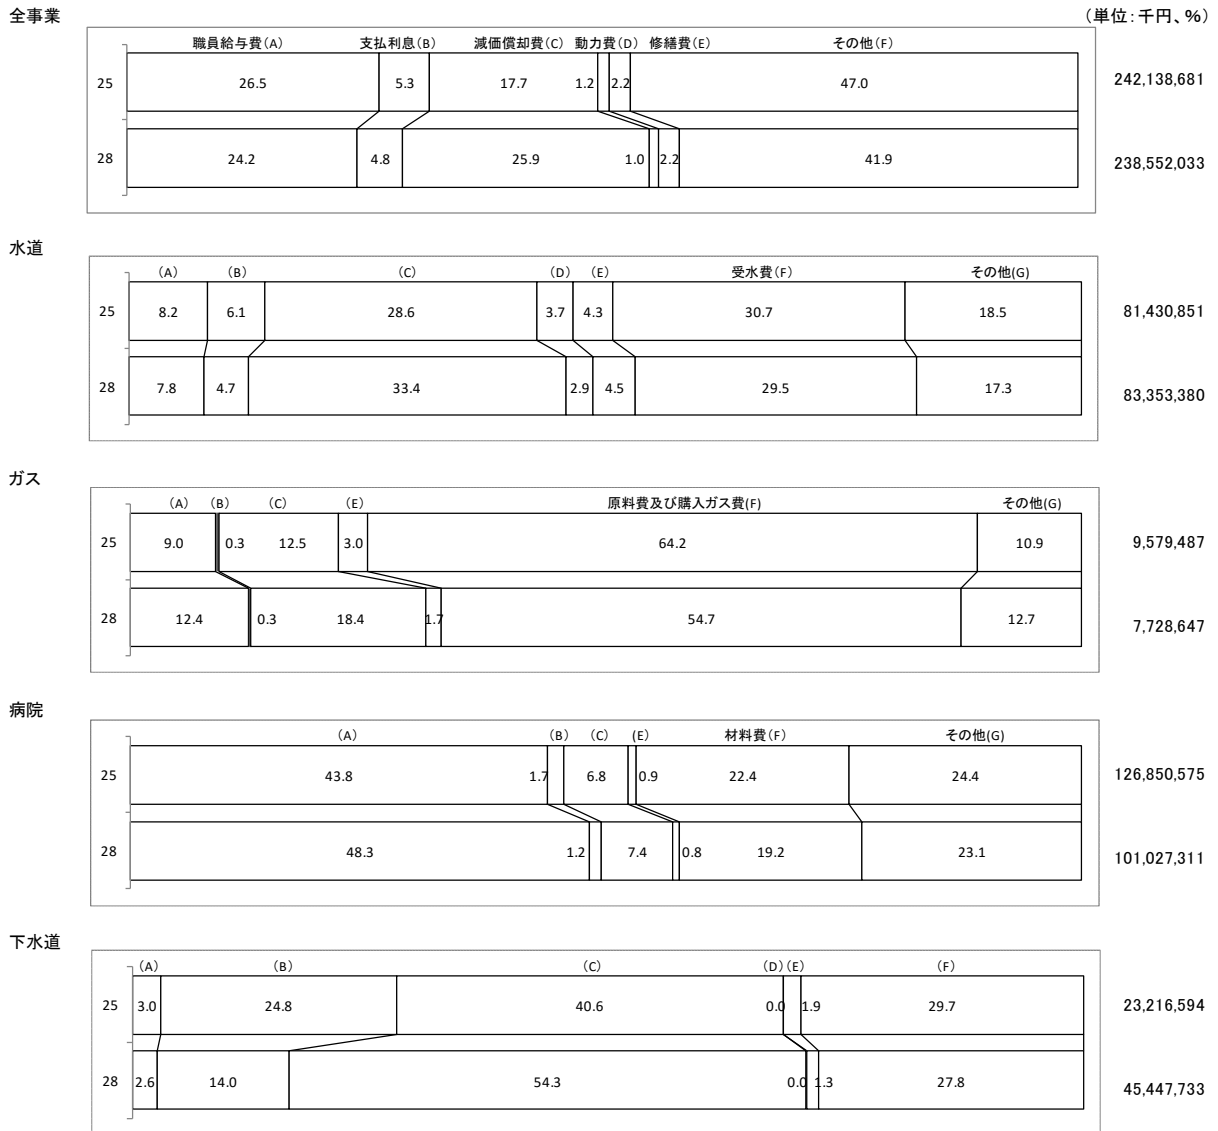 全事業
(単位:千円、%)
職員給与費(A) 支払利息(B) 減価償却費(C) 動力費(D) 修繕費(E) その他(F)
25 26.5 5.3 17.7 1.2 2.2 47.0 242,138,681
28 24.2 4.8 25.9 1.0 2.2 41.9 238,552,033
水道
(A) (B) (C) (D) (E) 受水費(F) その他(G)
25 8.2 6.1 28.6 3.7 4.3 30.7 18.5 81,430,851
28 7.8 4.7 33.4 2.9 4.5 29.5 17.3 83,353,380
ガス
(A) (B) (C) (E) 原料費及び購入ガス費(F) その他(G)
25 9.0 0.3 12.5 3.0 64.2 10.9 9,579,487
28 12.4 0.3 18.4 1.7 54.7 12.7 7,728,647
病院
(A) (B) (C) (E) 材料費(F) その他(G)
25 43.8 1.7 6.8 0.9 22.4 24.4 126,850,575
28 48.3 1.2 7.4 0.8 19.2 23.1 101,027,311
下水道
(A) (B) (C) (D) (E) (F)
25 3.0 24.8 40.6 0.0 1.9 29.7 23,216,594
28 2.6 14.0 54.3 0.0 1.3 27.8 45,447,733